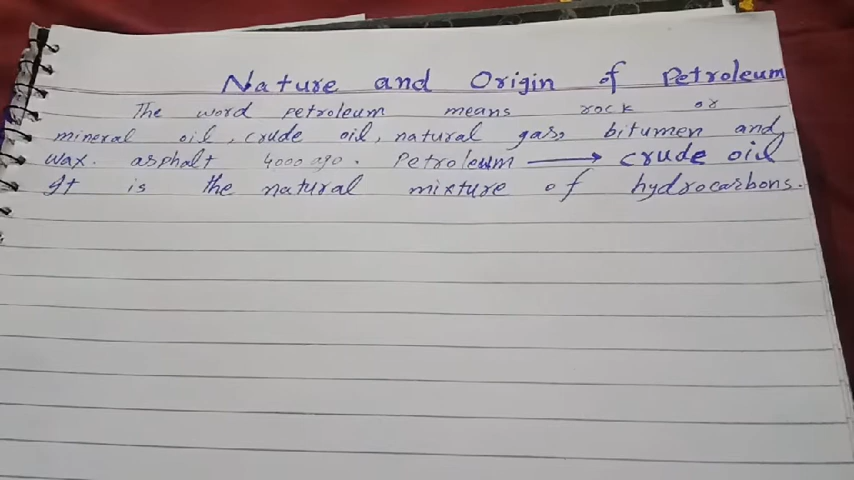 Nature and Origin of Petroleum
The word petroleum means rock or
mineral oil, crude oil, natural gas, bitumen and
wax. asphalt 4000 ago. Petroleum → crude oil
It is the natural mixture of hydrocarbons.